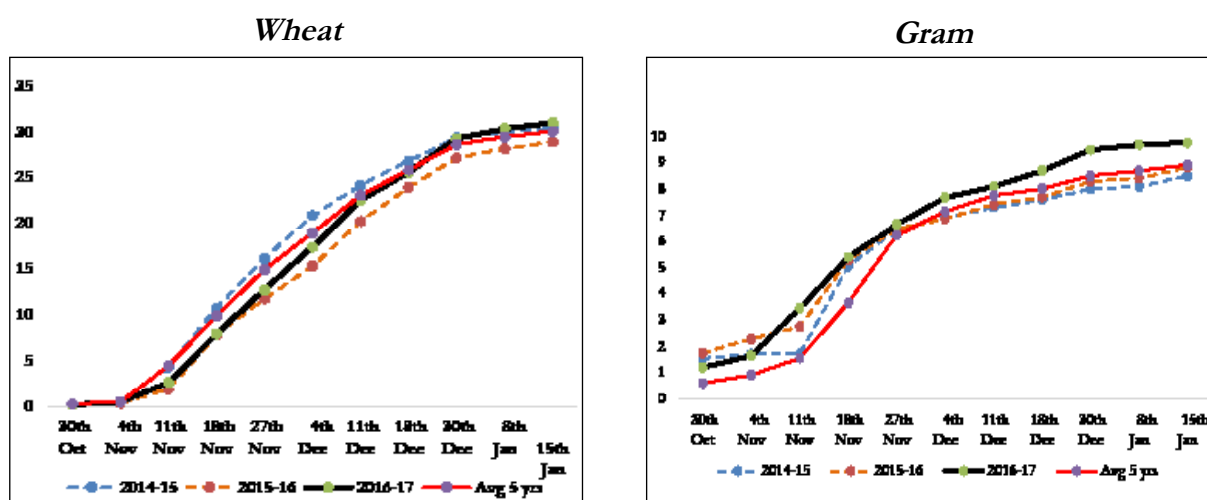 Wheat
35
30
25
20
15
10
5
0
30th 4th 11th 18th 27th 4th 11th 18th 30th 8th 15th
Oct Nov Nov Nov Nov Dec Dec Dec Dec Jan Jan
2014-15 2015-16 2016-17 Avg 5 yrs
Gram
10
9
8
7
6
5
4
3
2
1
0
30th 4th 11th 18th 27th 4th 11th 18th 30th 8th 15th
Oct Nov Nov Nov Nov Dec Dec Dec Dec Jan Jan
2014-15 2015-16 2016-17 Avg 5 yrs